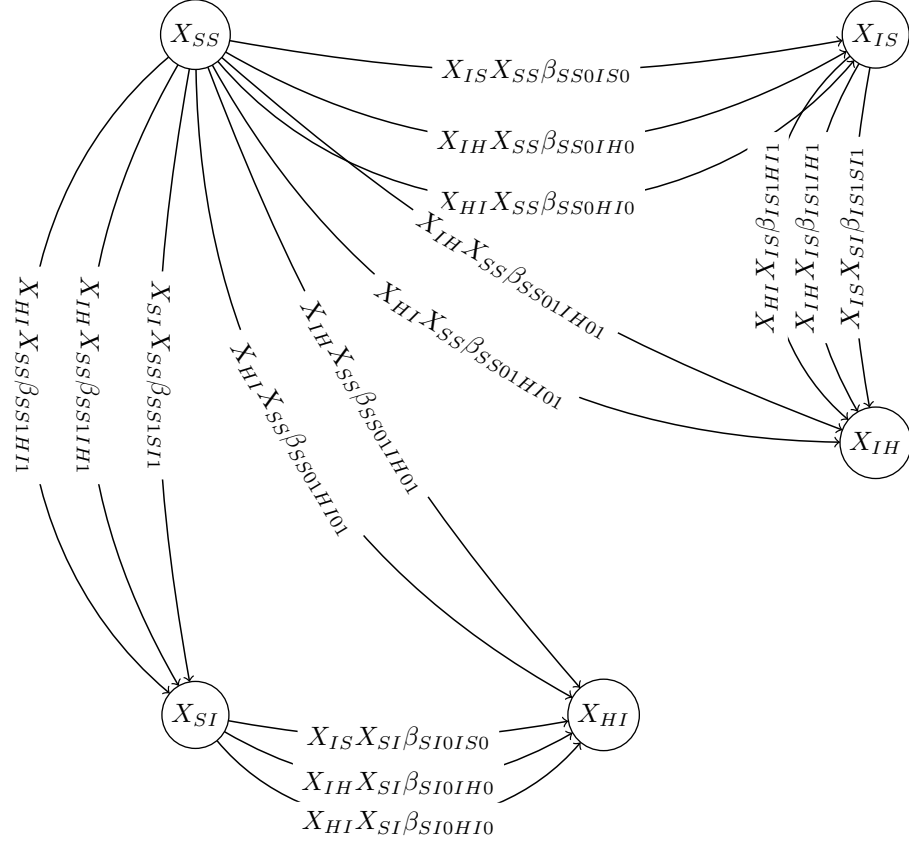 X_{SS}
X_{IS}
X_{IS}X_{SS}β_{SS0IS0}
X_{IH}X_{SS}β_{SS0IH0}
X_{HI}X_{SS}β_{SS0HI0}
X_{IH}X_{SS}β_{SS01IH01}
X_{HI}X_{SS}β_{SS01HI01}
X_{HI}X_{IS}β_{IS1HI1}
X_{IH}X_{IS}β_{IS1IH1}
X_{IS}X_{SI}β_{IS1SI1}
X_{HI}X_{SS}β_{SS1HI1}
X_{IH}X_{SS}β_{SS1IH1}
X_{SI}X_{SS}β_{SS1SI1}
X_{HI}X_{SS}β_{SS01HI01}
X_{IH}X_{SS}β_{SS01IH01}
X_{IH}
X_{SI}
X_{HI}
X_{IS}X_{SI}β_{SI0IS0}
X_{IH}X_{SI}β_{SI0IH0}
X_{HI}X_{SI}β_{SI0HI0}